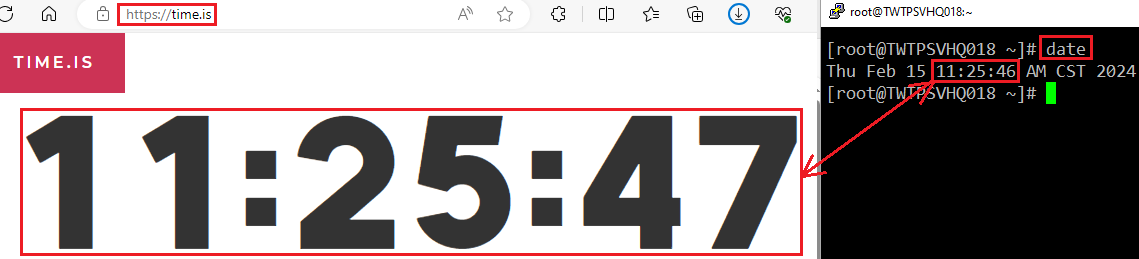 https://time.is
TIME.IS
11:25:47
root@TWTPSVHQ018:~
[root@TWTPSVHQ018 ~]# date
Thu Feb 15 11:25:46 AM CST 2024
[root@TWTPSVHQ018 ~]#